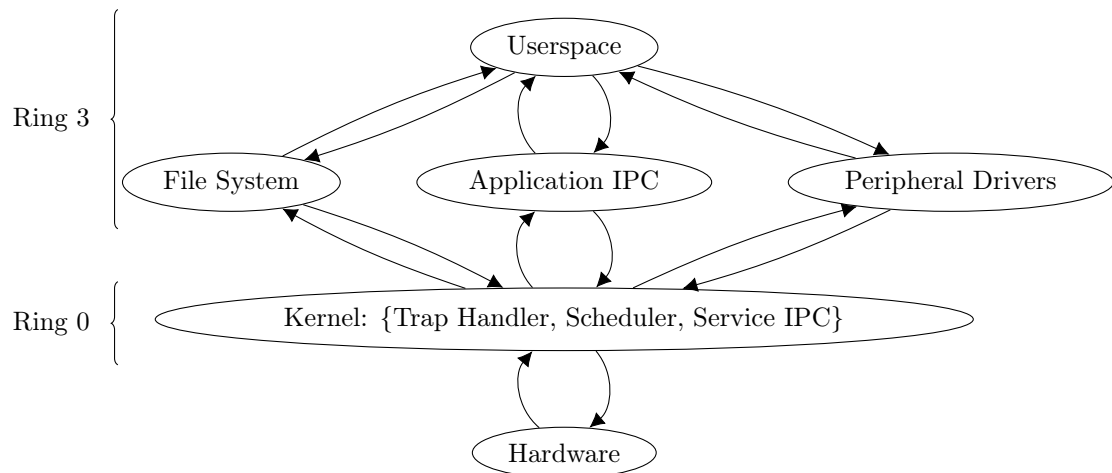 Userspace
Ring 3
File System
Application IPC
Peripheral Drivers
Ring 0
Kernel: {Trap Handler, Scheduler, Service IPC}
Hardware